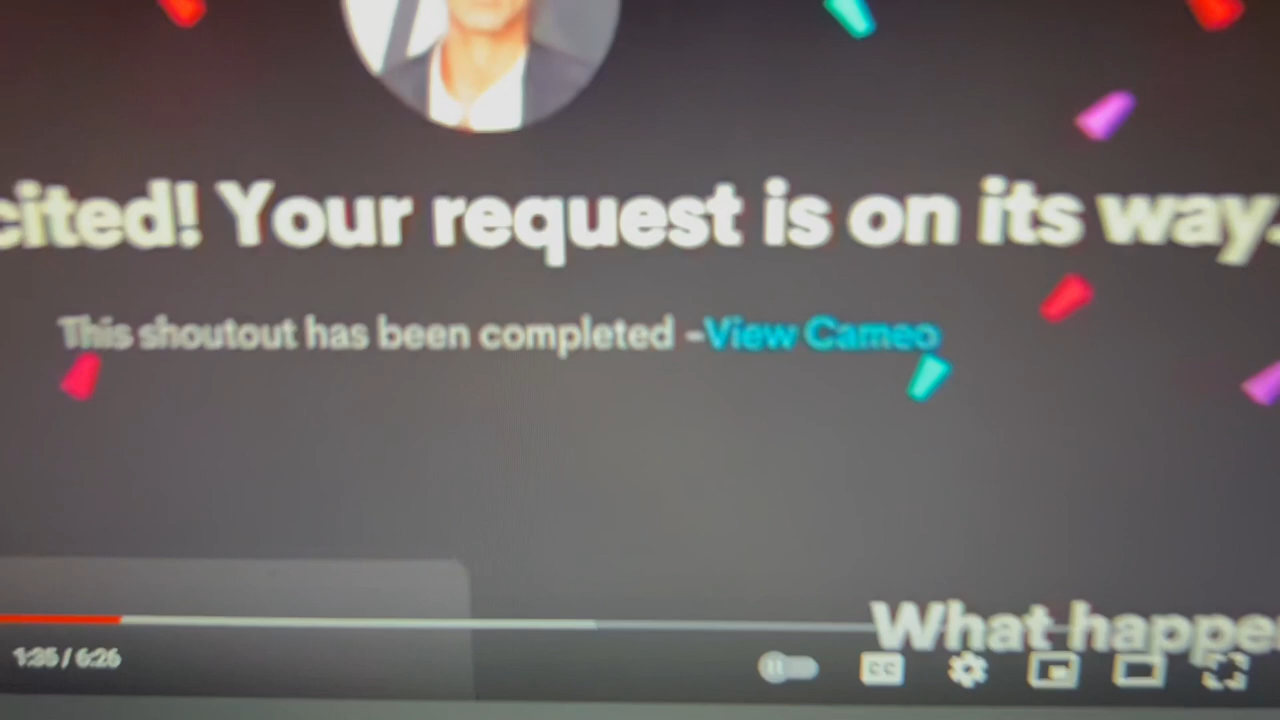 cited! Your request is on its way.
This shoutout has been completed -View Cameo
What happe
1:35 / 6:26
CC